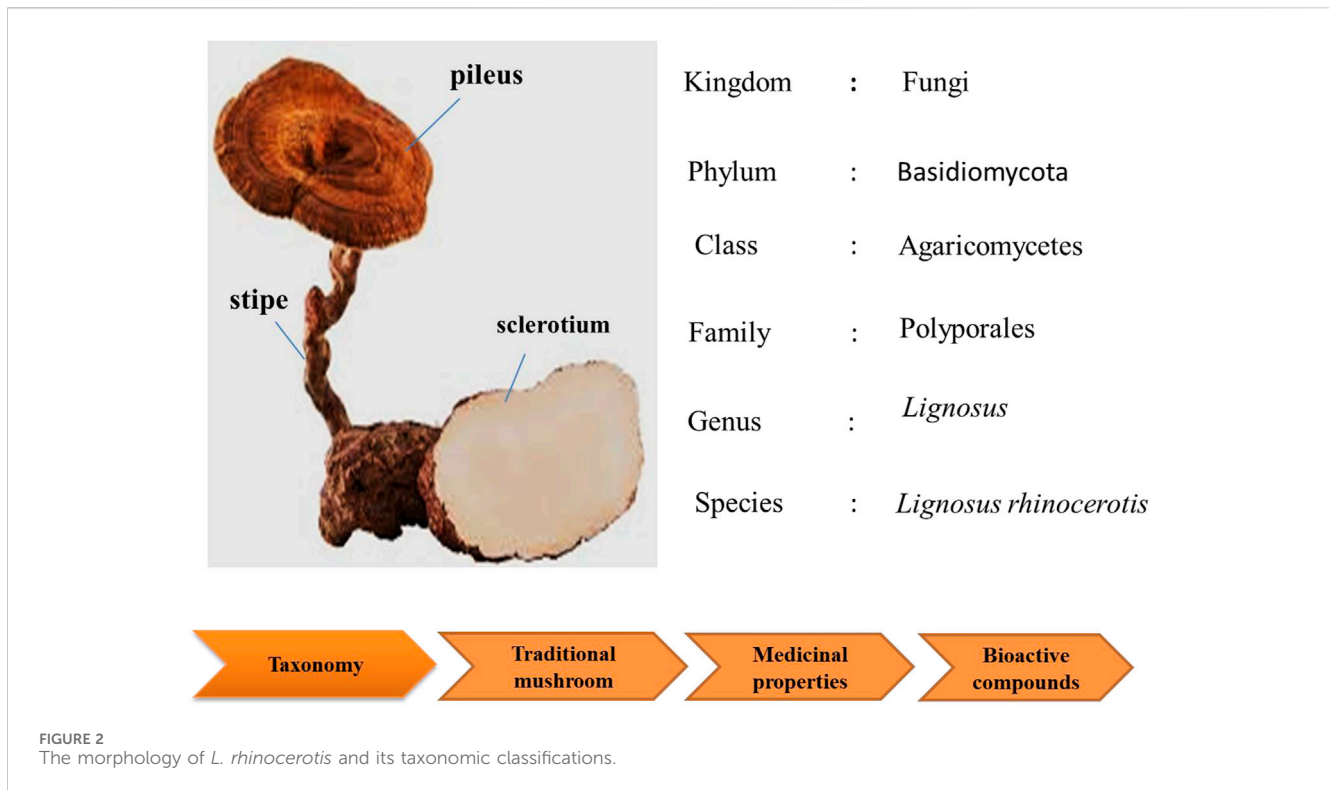 pileus
stipe
sclerotium
Kingdom : Fungi
Phylum : Basidiomycota
Class : Agaricomycetes
Family : Polyporales
Genus : Lignosus
Species : Lignosus rhinocerotis
Taxonomy
Traditional
mushroom
Medicinal
properties
Bioactive
compounds
FIGURE 2
The morphology of L. rhinocerotis and its taxonomic classifications.